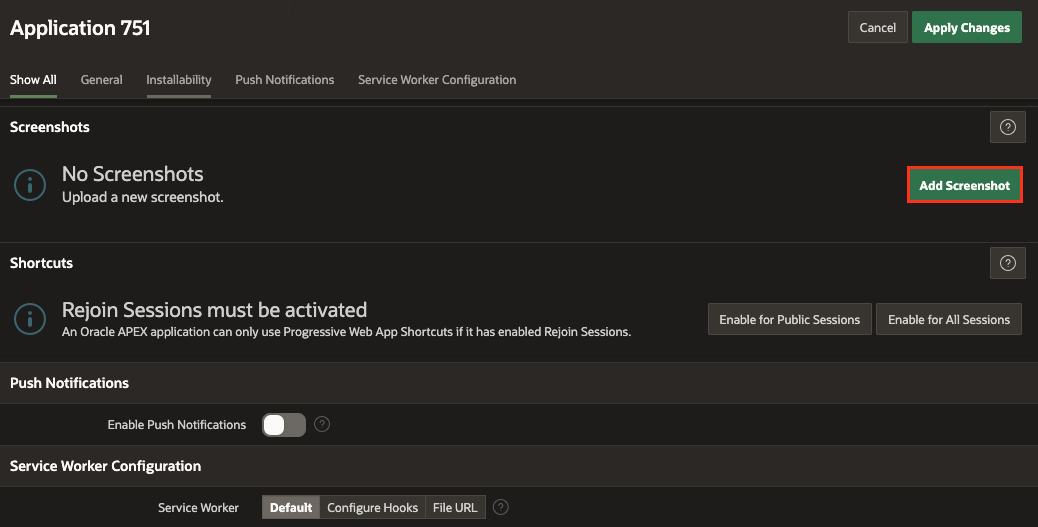 Application 751
Cancel
Apply Changes
Show All General Installability Push Notifications Service Worker Configuration
Screenshots
?
No Screenshots
Upload a new screenshot.
Add Screenshot
Shortcuts
?
Rejoin Sessions must be activated
An Oracle APEX application can only use Progressive Web App Shortcuts if it has enabled Rejoin Sessions.
Enable for Public Sessions
Enable for All Sessions
Push Notifications
Enable Push Notifications
?
Service Worker Configuration
Service Worker Default Configure Hooks File URL ?